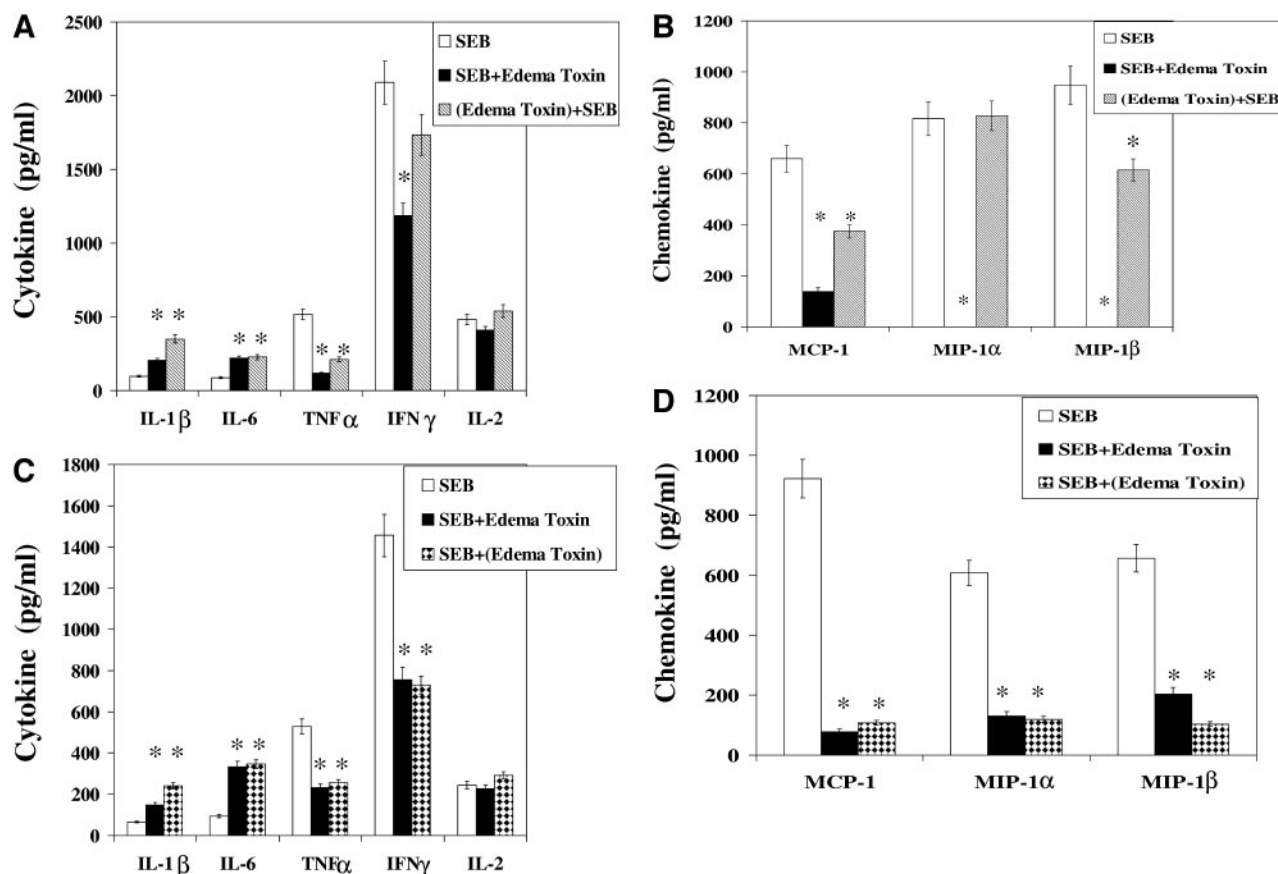 A
Cytokine (pg/ml)
2500
2000
1500
1000
500
0
SEB
SEB+Edema Toxin
(Edema Toxin)+SEB
* * * * * * *
IL-1β IL-6 TNFα IFNγ IL-2
B
Chemokine (pg/ml)
1200
1000
800
600
400
200
0
SEB
SEB+Edema Toxin
(Edema Toxin)+SEB
* * * * *
MCP-1 MIP-1α MIP-1β
C
Cytokine (pg/ml)
1800
1600
1400
1200
1000
800
600
400
200
0
SEB
SEB+Edema Toxin
SEB+(Edema Toxin)
* * * * * * * *
IL-1β IL-6 TNFα IFNγ IL-2
D
Chemokine (pg/ml)
1200
1000
800
600
400
200
0
SEB
SEB+Edema Toxin
SEB+(Edema Toxin)
* * * * * *
MCP-1 MIP-1α MIP-1β